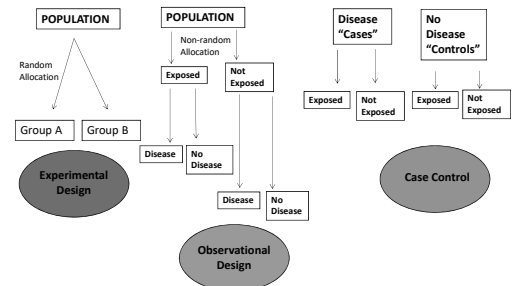 POPULATION
Random
Allocation
Group A
Group B
Experimental
Design
POPULATION
Non-random
Allocation
Exposed
Not
Exposed
Disease
No
Disease
Disease
No
Disease
Observational
Design
Disease
“Cases”
No
Disease
“Controls”
Exposed
Not
Exposed
Exposed
Not
Exposed
Case Control